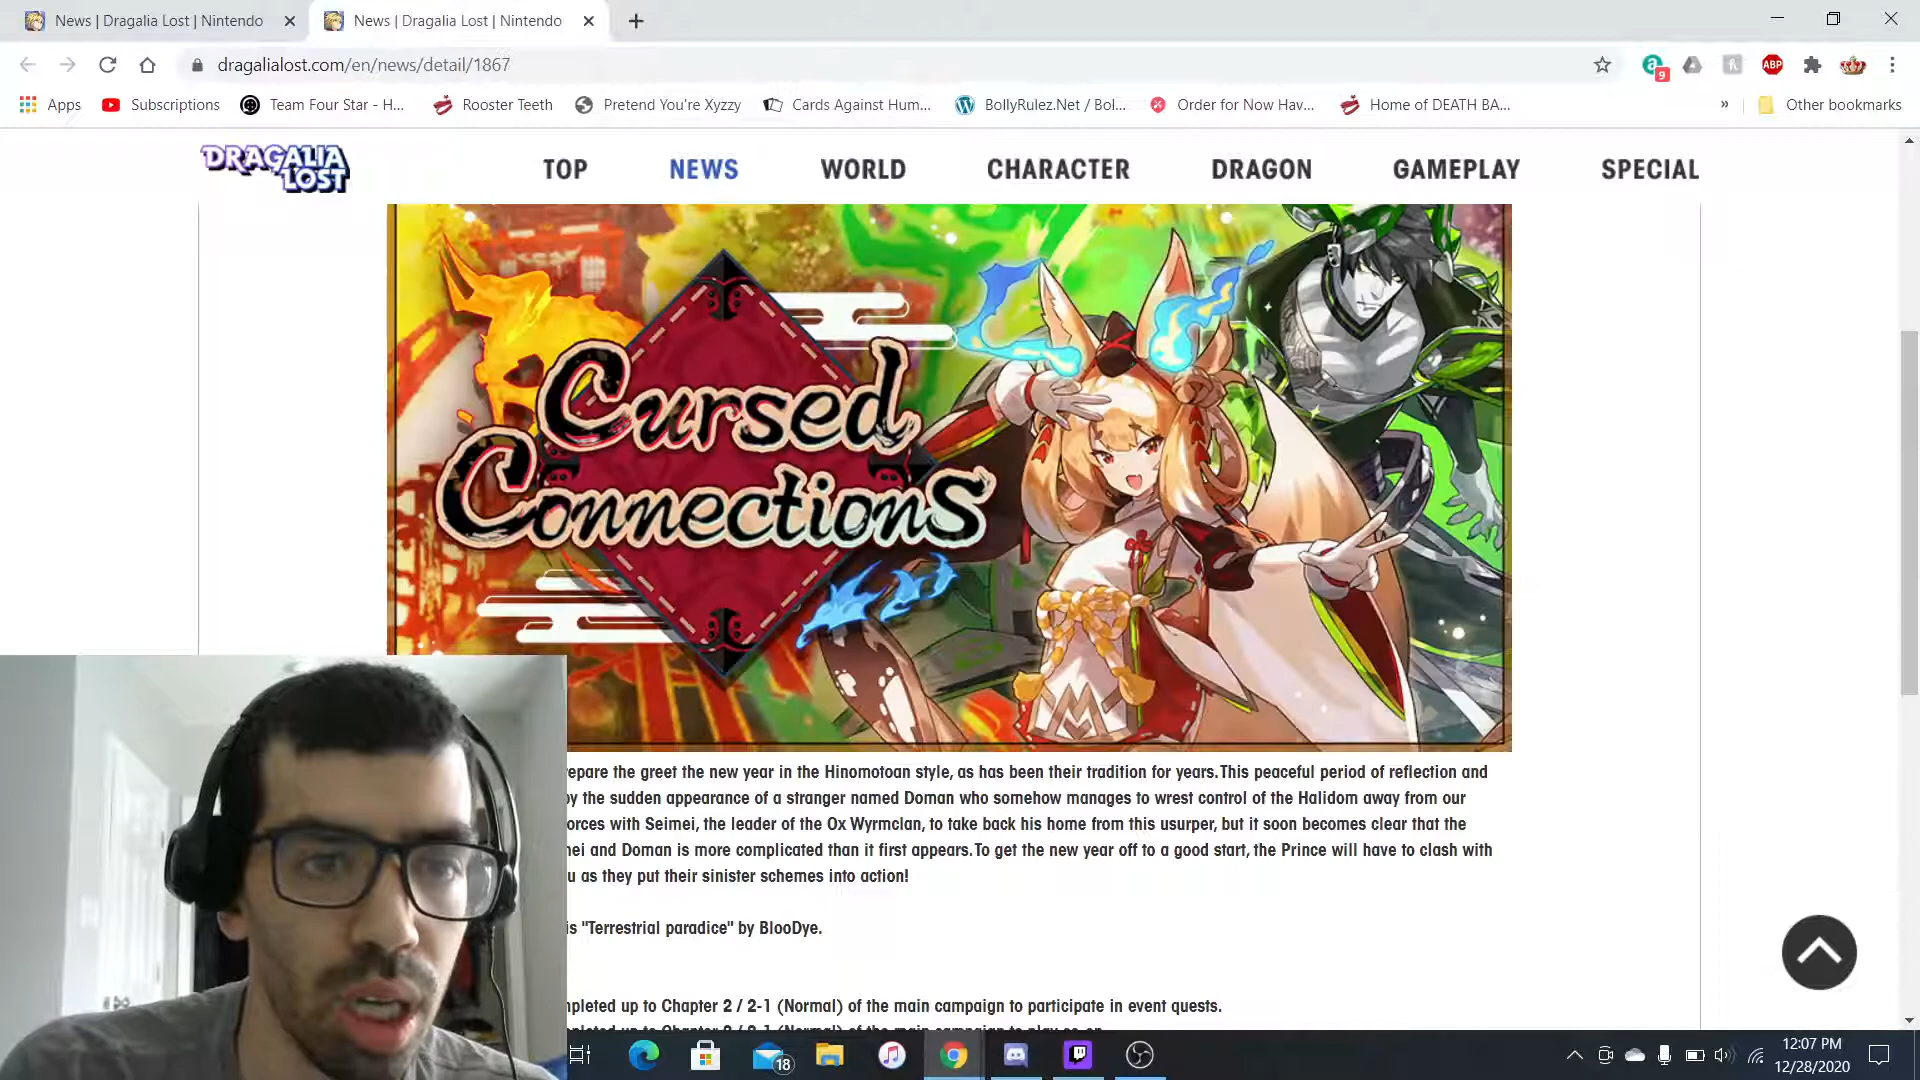 News | Dragalia Lost | Nintendo
News | Dragalia Lost | Nintendo
dragalialost.com/en/news/detail/1867
9
ABP
Apps
Subscriptions
Team Four Star - H...
Rooster Teeth
Pretend You're Xyzzy
Cards Against Hum...
BollyRulez.Net / Bol...
Order for Now Hav...
Home of DEATH BA...
»
Other bookmarks
DRAGALIA LOST
TOP
NEWS
WORLD
CHARACTER
DRAGON
GAMEPLAY
SPECIAL
Cursed
Connections
repare the greet the new year in the Hinomotoan style, as has been their tradition for years.This peaceful period of reflection and
by the sudden appearance of a stranger named Doman who somehow manages to wrest control of the Halidom away from our
orces with Seimei, the leader of the Ox Wyrmclan, to take back his home from this usurper, but it soon becomes clear that the
nei and Doman is more complicated than it first appears.To get the new year off to a good start, the Prince will have to clash with
u as they put their sinister schemes into action!
is "Terrestrial paradice" by BlooDye.
mpleted up to Chapter 2 / 2-1 (Normal) of the main campaign to participate in event quests.
18
12:07 PM
12/28/2020